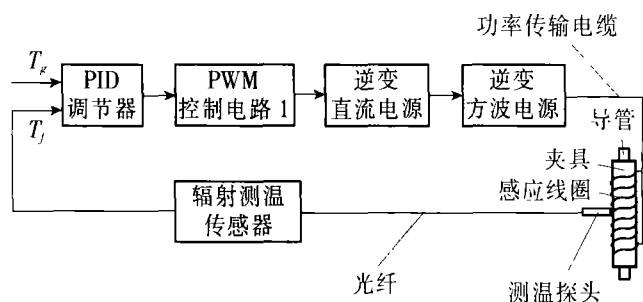 功率传输电缆
T_g
PID
调节器
PWM
控制电路1
逆变
直流电源
逆变
方波电源
导管
T_f
夹具
感应线圈
辐射测温
传感器
光纤
测温探头